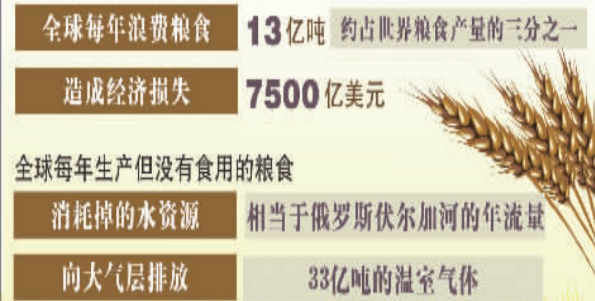 全球每年浪费粮食 13亿吨 约占世界粮食产量的三分之一
造成经济损失 7500亿美元
全球每年生产但没有食用的粮食
消耗掉的水资源 相当于俄罗斯伏尔加河的年流量
向大气层排放 33亿吨的温室气体